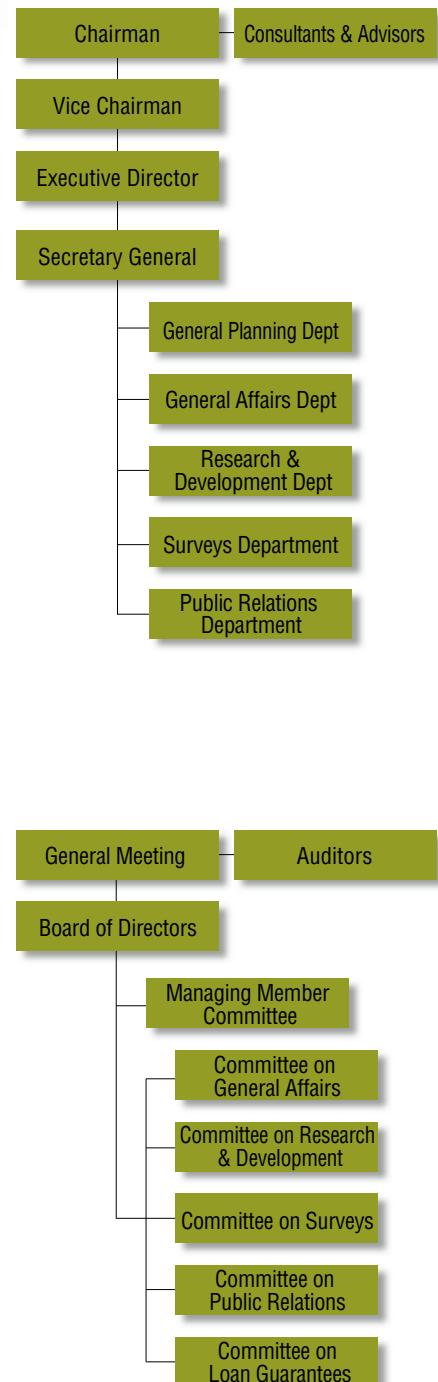 Chairman
Consultants & Advisors
Vice Chairman
Executive Director
Secretary General
General Planning Dept
General Affairs Dept
Research &
Development Dept
Surveys Department
Public Relations
Department
General Meeting
Auditors
Board of Directors
Managing Member
Committee
Committee on
General Affairs
Committee on Research
& Development
Committee on Surveys
Committee on
Public Relations
Committee on
Loan Guarantees